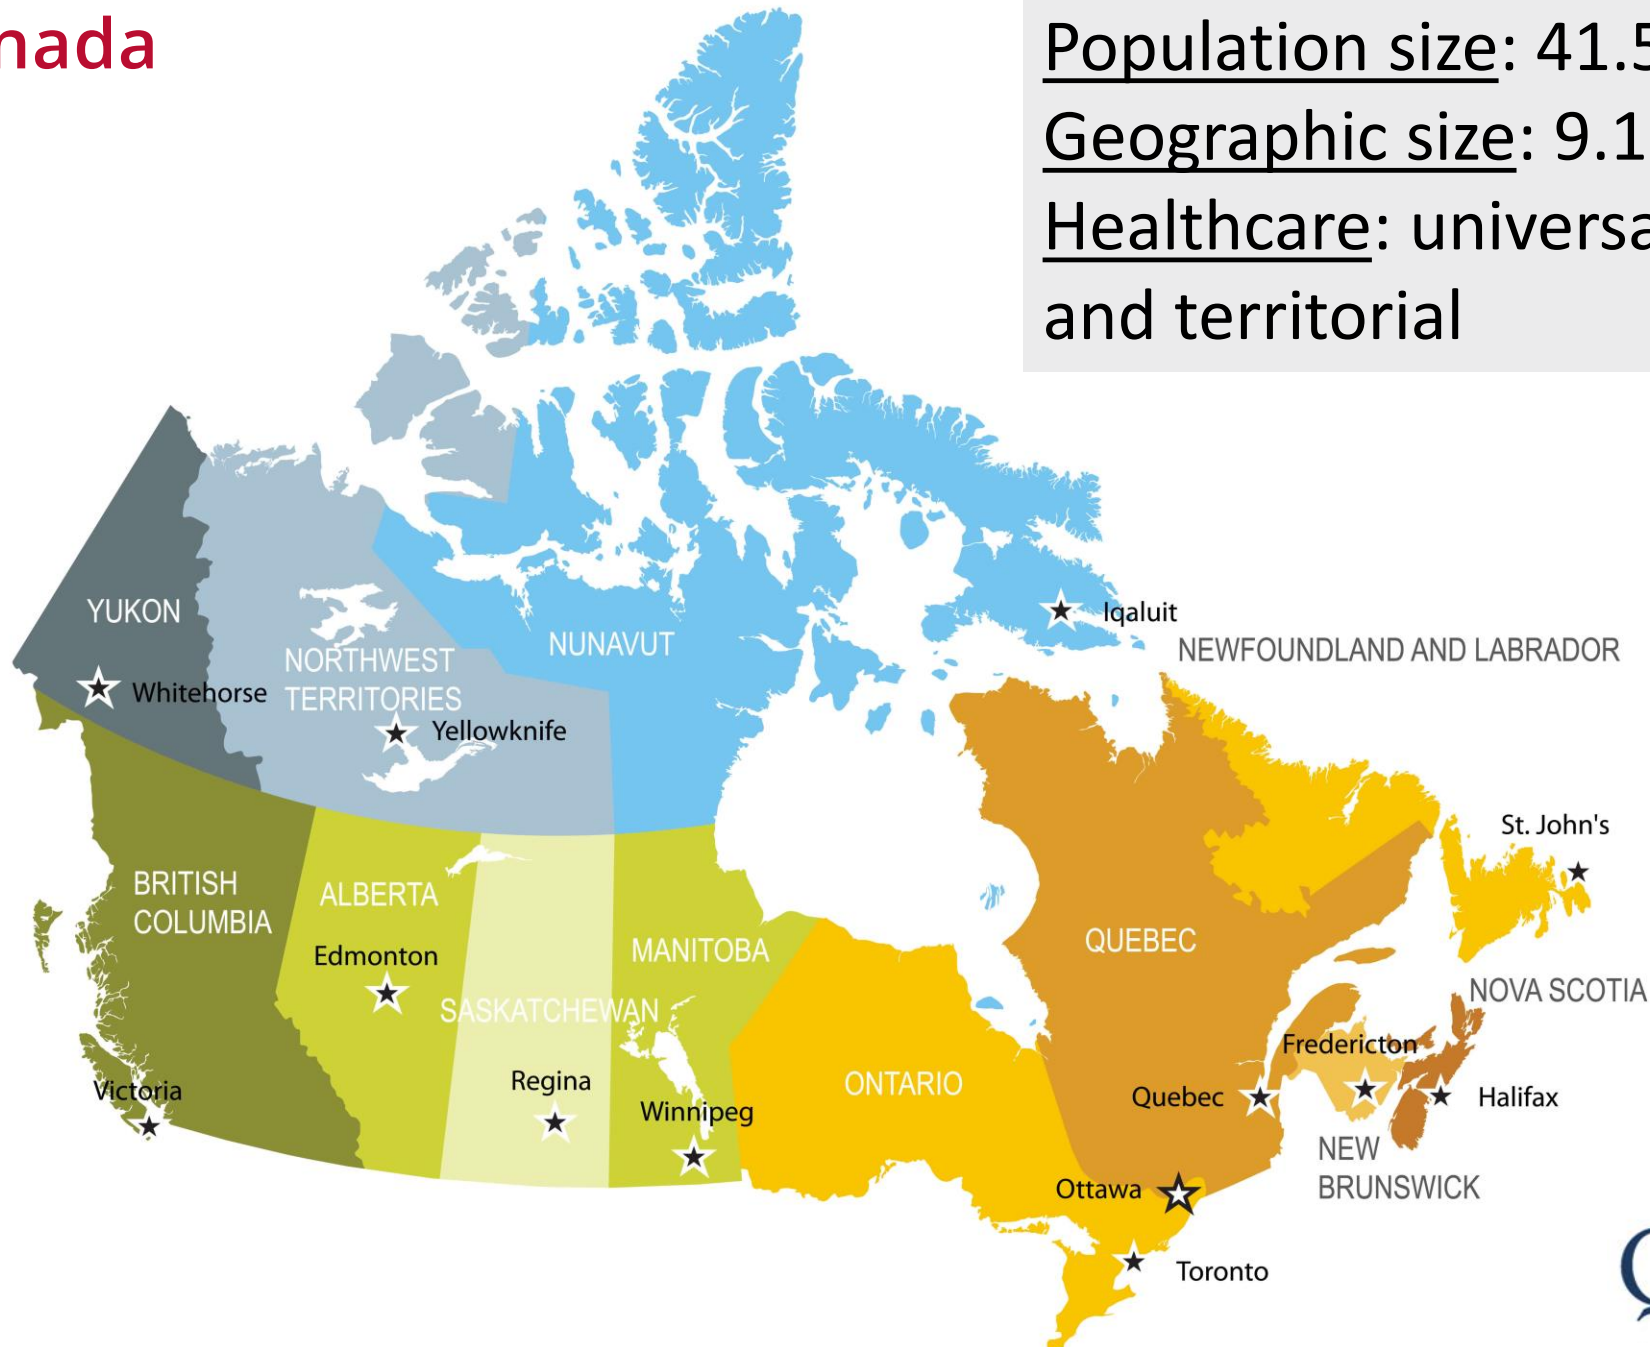 nada
Population size: 41.5
Geographic size: 9.1
Healthcare: universa
and territorial
YUKON
Whitehorse
NORTHWEST
TERRITORIES
Yellowknife
NUNAVUT
Iqaluit
NEWFOUNDLAND AND LABRADOR
St. John's
BRITISH
COLUMBIA
Victoria
ALBERTA
Edmonton
SASKATCHEWAN
Regina
MANITOBA
Winnipeg
ONTARIO
QUEBEC
Quebec
Ottawa
Toronto
NOVA SCOTIA
Fredericton
Halifax
NEW
BRUNSWICK